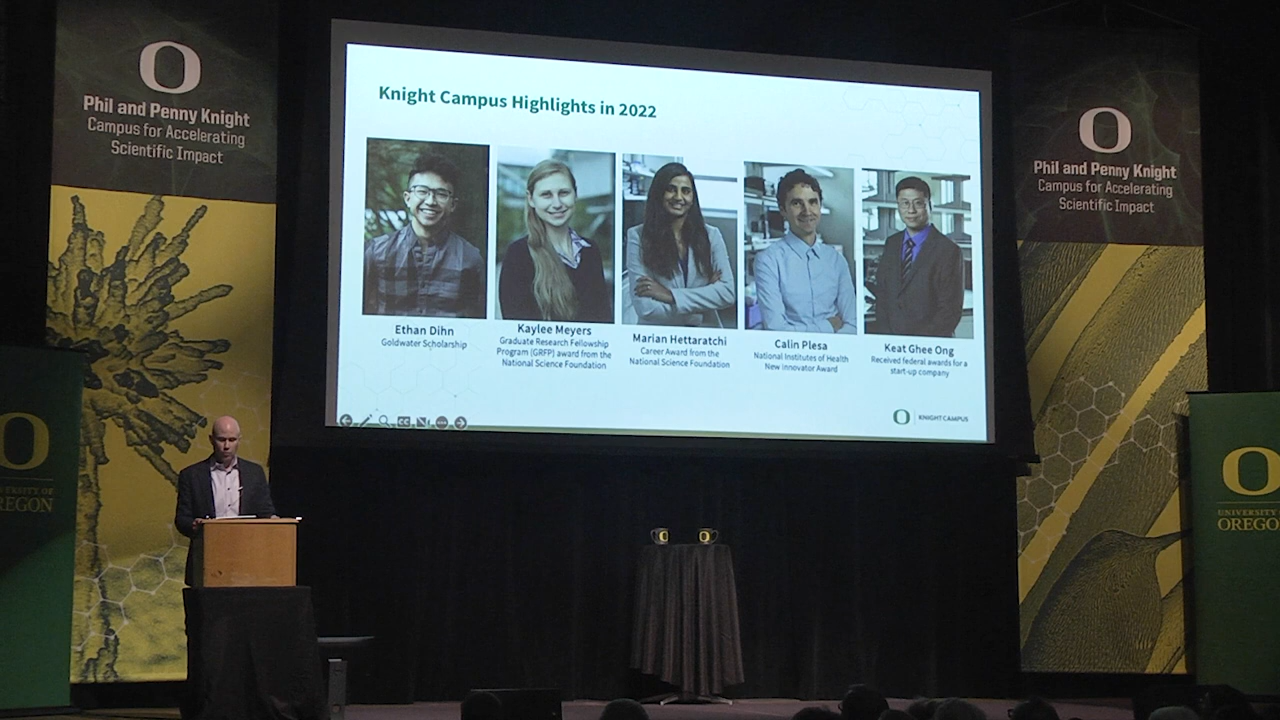 O
Phil and Penny Knight
Campus for Accelerating
Scientific Impact
Knight Campus Highlights in 2022
Ethan Dihn
Goldwater Scholarship
Kaylee Meyers
Graduate Research Fellowship
Program (GRFP) award from the
National Science Foundation
Marian Hettaratchi
Career Award from the
National Science Foundation
Calin Plesa
National Institutes of Health
New Innovator Award
Keat Ghee Ong
Received federal awards for a
start-up company
CC
O
KNIGHT CAMPUS
O
Phil and Penny Knight
Campus for Accelerating
Scientific Impact
O
OREGON
O
UNIVERSITY
OREGO
O
O